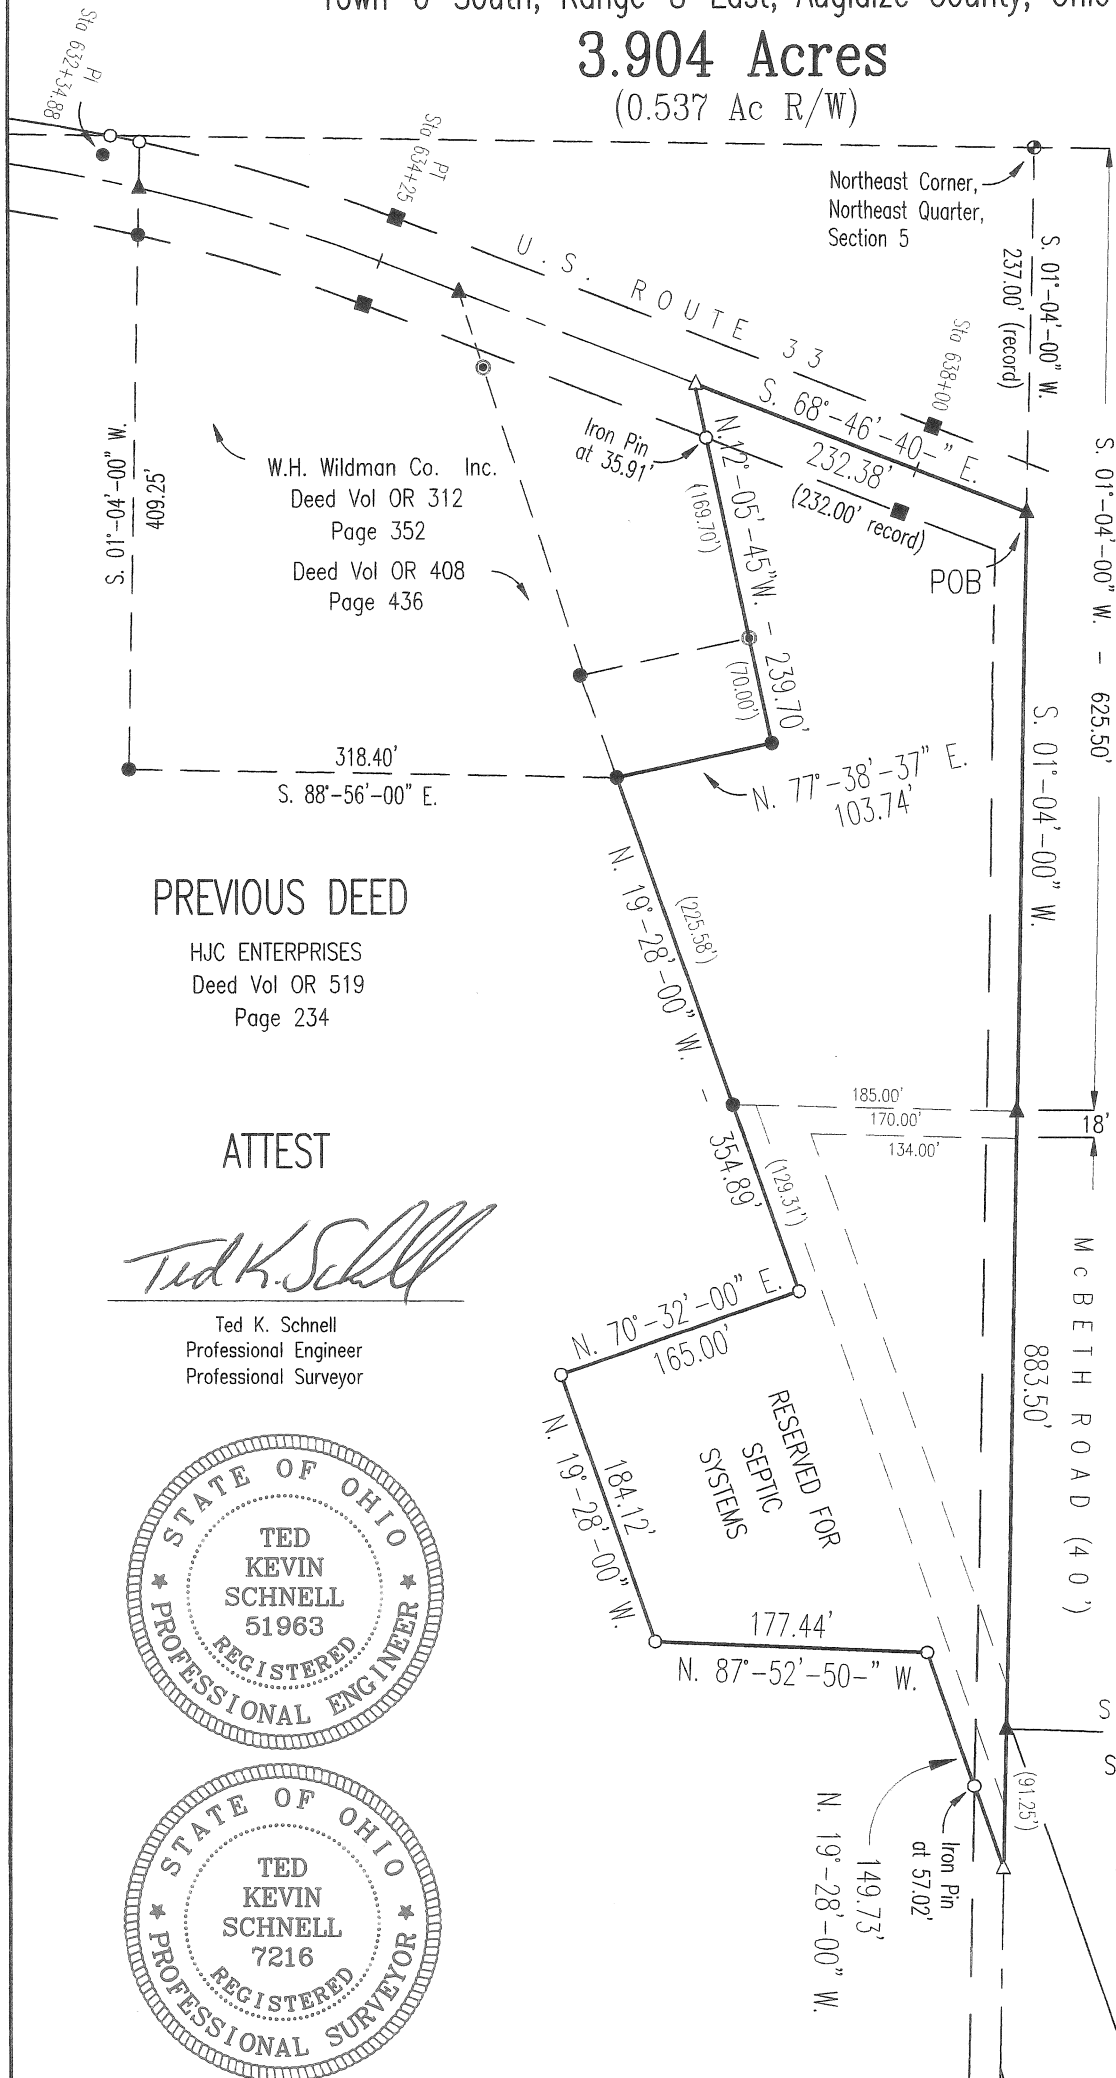 Town 6 South, Range 6 East, Auglaize County, Ohio
3.904 Acres
(0.537 Ac R/W)
PI
Sta 632+34.88
PT
Sta 634+25
Northeast Corner,
Northeast Quarter,
Section 5
S. 01°-04'-00" W.
237.00' (record)
U.S. ROUTE 33
Sta 638+00
S. 68°-46'-40-" E.
232.38'
(232.00' record)
Iron Pin
at 35.91'
N. 12°-05'-45"W. - 239.70'
(169.70')
(70.00')
POB
S. 01°-04'-00" W. - 625.50'
S. 01°-04'-00" W.
409.25'
W.H. Wildman Co. Inc.
Deed Vol OR 312
Page 352
Deed Vol OR 408
Page 436
318.40'
S. 88°-56'-00" E.
N. 77°-38'-37" E.
103.74'
S. 01°-04'-00" W.
883.50'
PREVIOUS DEED
HJC ENTERPRISES
Deed Vol OR 519
Page 234
N. 19°-28'-00" W. - 354.89'
(225.58')
(129.31')
185.00'
170.00'
134.00'
18'
McBETH ROAD (40')
ATTEST
Ted K. Schnell
Ted K. Schnell
Professional Engineer
Professional Surveyor
N. 70°-32'-00" E.
165.00'
RESERVED FOR
SEPTIC
SYSTEMS
184.12'
N. 19°-28'-00" W.
177.44'
N. 87°-52'-50-" W.
S
S
(91.25')
Iron Pin
at 57.02'
149.73'
N. 19°-28'-00" W.
STATE OF OHIO
TED
KEVIN
SCHNELL
51963
REGISTERED
PROFESSIONAL ENGINEER
STATE OF OHIO
TED
KEVIN
SCHNELL
7216
REGISTERED
PROFESSIONAL SURVEYOR